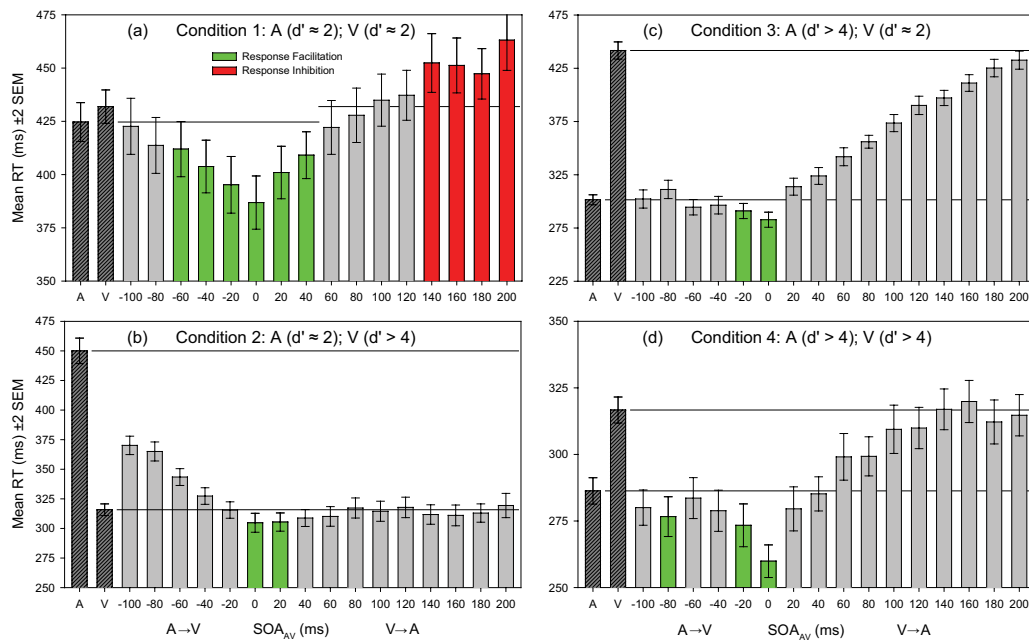 (a) Condition 1: A (d' ≈ 2); V (d' ≈ 2)
Response Facilitation
Response Inhibition
Mean RT (ms) ±2 SEM
475
450
425
400
375
350
A V -100 -80 -60 -40 -20 0 20 40 60 80 100 120 140 160 180 200
(c) Condition 3: A (d' > 4); V (d' ≈ 2)
425
375
325
275
225
A V -100 -80 -60 -40 -20 0 20 40 60 80 100 120 140 160 180 200
(b) Condition 2: A (d' ≈ 2); V (d' > 4)
Mean RT (ms) ±2 SEM
475
450
425
400
375
350
325
300
275
250
A V -100 -80 -60 -40 -20 0 20 40 60 80 100 120 140 160 180 200
A→V SOA_AV (ms) V→A
(d) Condition 4: A (d' > 4); V (d' > 4)
350
325
300
275
250
A V -100 -80 -60 -40 -20 0 20 40 60 80 100 120 140 160 180 200
A→V SOA_AV (ms) V→A